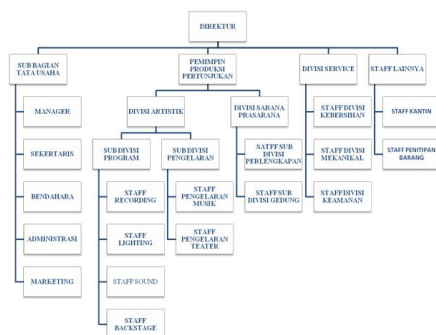 DIREKTUR
SUB BAGIAN
TATA USAHA
PEMIMPIN
PRODUKSI
PERTUNJUKAN
DIVISI SERVICE
STAFF LAINNYA
MANAGER
SEKERTARIS
BENDAHARA
ADMINISTRASI
MARKETING
DIVISI ARTISTIK
DIVISI SARANA
PRASARANA
SUB DIVISI
PROGRAM
SUB DIVISI
PENGELARAN
STAFF
RECORDING
STAFF
LIGHTING
STAFF SOUND
STAFF
BACKSTAGE
STAFF
PENGELARAN
MUSIK
STAFF
PENGELARAN
TEATER
SATFF SUB
DIVISI
PERLENGKAPAN
STAFF SUB
DIVISI GEDUNG
STAFF DIVISI
KEBERSIHAN
STAFF DIVISI
MEKANIKAL
STAFF DIVISI
KEAMANAN
STAFF KANTIN
STAFF PENITIPAN
BARANG